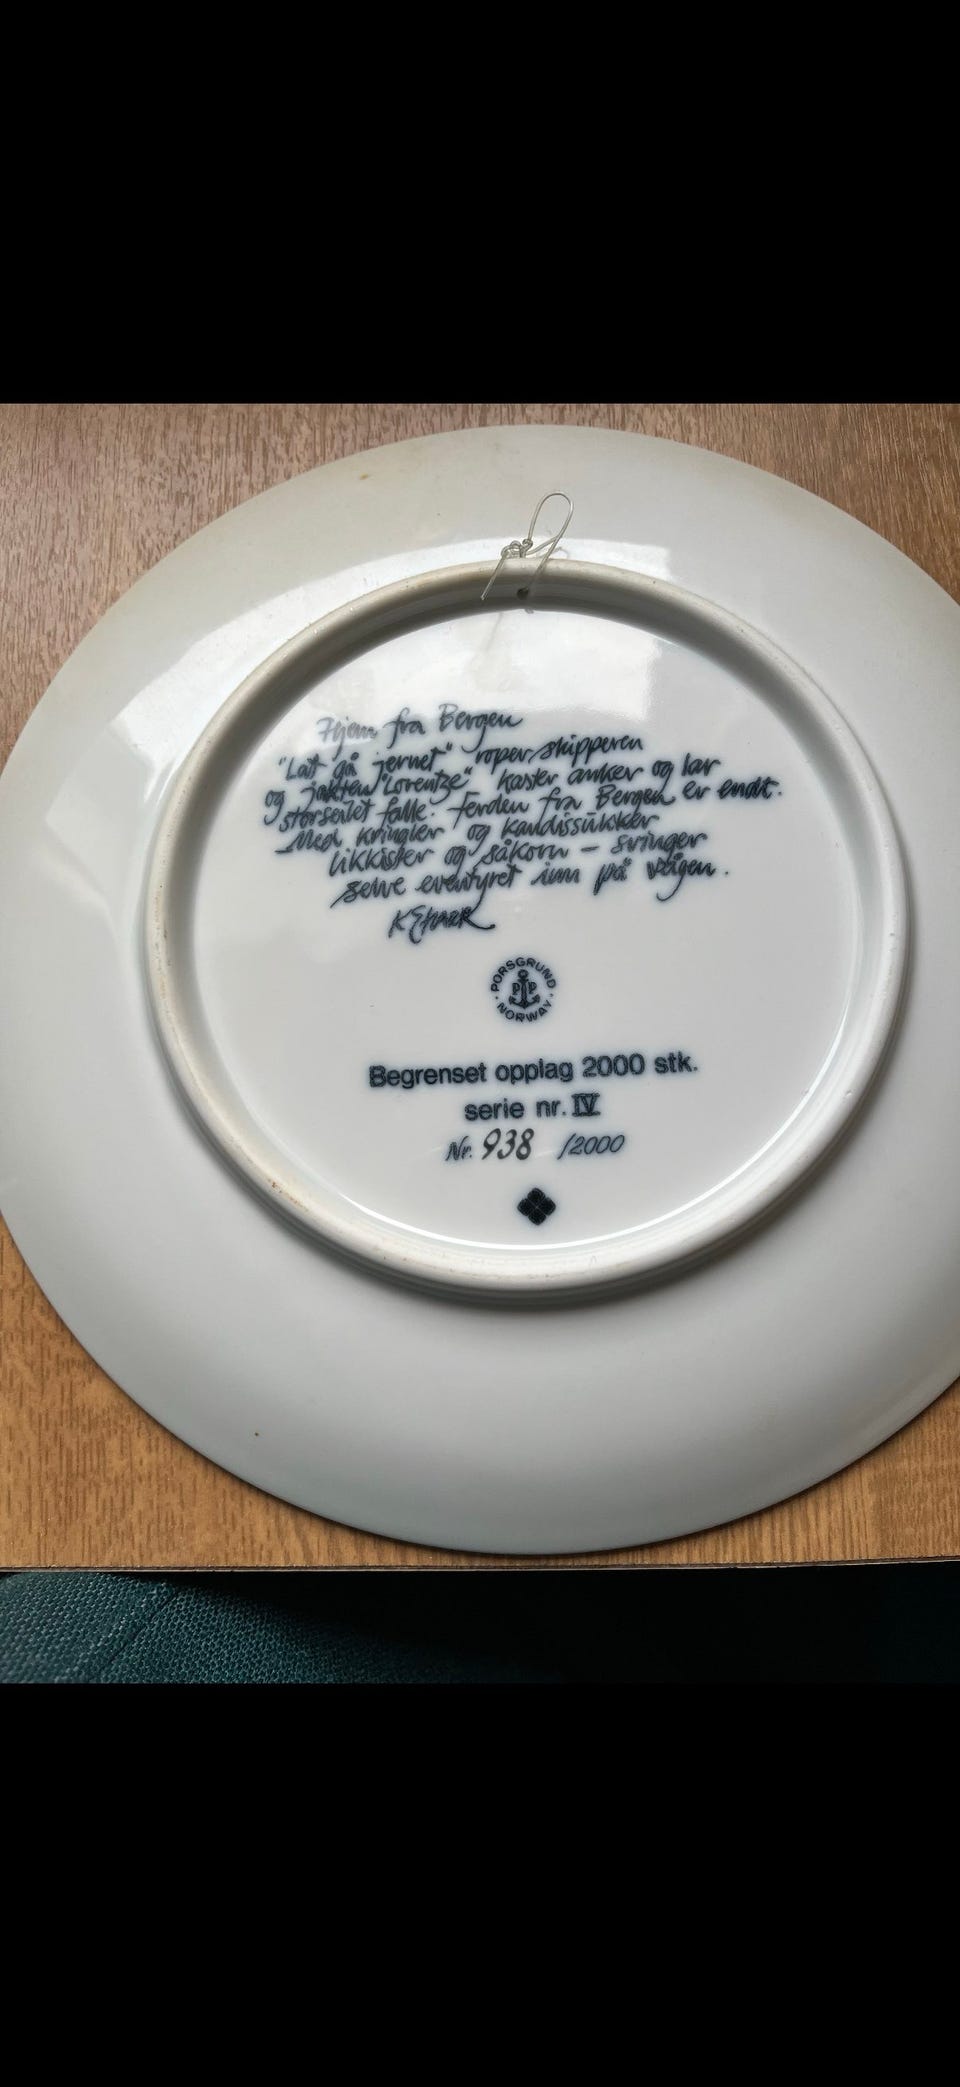 Hjem fra Bergen
"Lat gå jernet" roper skipperen
og jakten "Lorentze" kaster anker og lar
storseilet falle. Ferden fra Bergen er endt.
Med kringler og kandissukker
likkister og såkorn – svinger
selve eventyret inn på vågen.
PORSGRUND
PP
NORWAY
Begrenset opplag 2000 stk.
serie nr. IV
Nr. 938 /2000